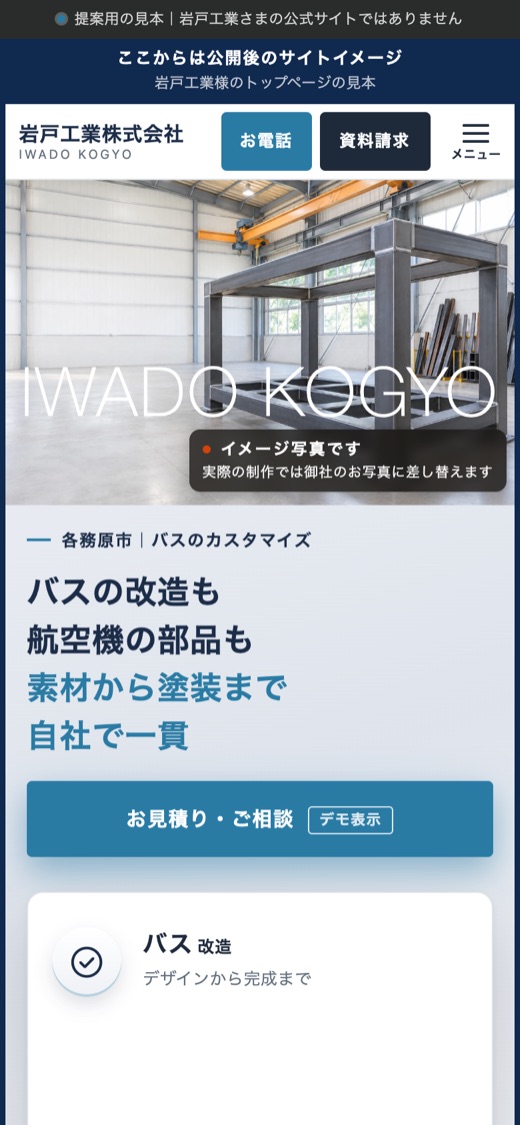 提案用の見本｜岩戸工業さまの公式サイトではありません
ここからは公開後のサイトイメージ
岩戸工業様のトップページの見本
岩戸工業株式会社
IWADO KOGYO
お電話
資料請求
メニュー
IWADO KOGYO
イメージ写真です
実際の制作では御社のお写真に差し替えます
各務原市｜バスのカスタマイズ
バスの改造も
航空機の部品も
素材から塗装まで
自社で一貫
お見積り・ご相談 デモ表示
バス 改造
デザインから完成まで